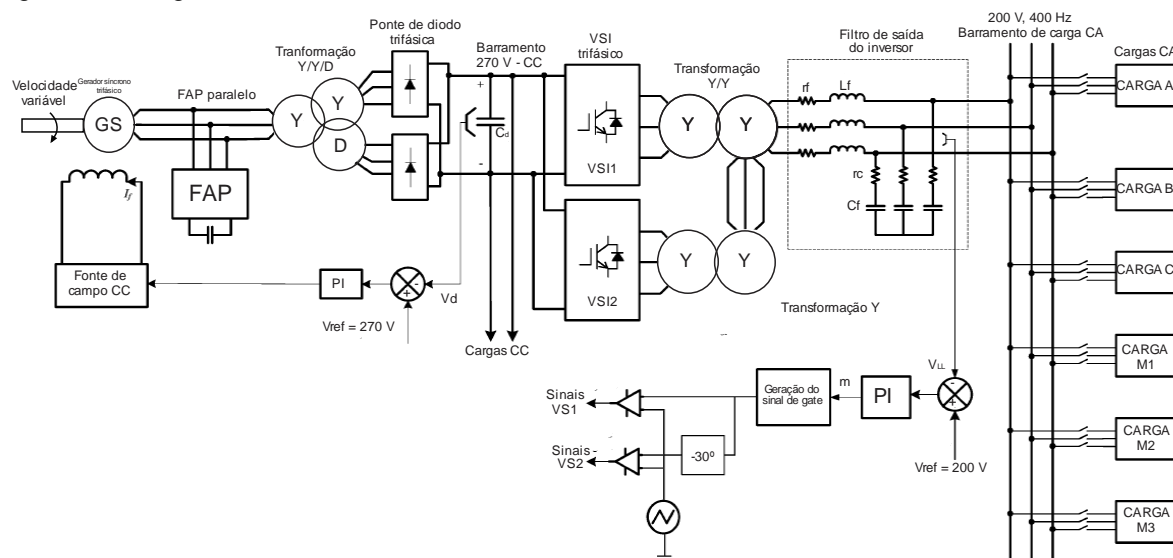 Ponte de diodo
trifásica
Tranformação
Y/Y/D
Barramento
270 V - CC
VSI
trifásico
Transformação
Y/Y
Filtro de saída
do inversor
200 V, 400 Hz
Barramento de carga CA
Cargas CA
Velocidade
variável
Gerador síncrono
trifásico
GS
FAP paralelo
Y
Y
D
+
Cd
-
VSI1
Y
Y
rf
Lf
CARGA A
FAP
If
rc
Cf
CARGA B
VSI2
Y
Y
CARGA C
Fonte de
campo CC
PI
-
+
Vd
Vref = 270 V
Cargas CC
Transformação Y
CARGA
M1
VLL
Sinais
VS1
Geração do
sinal de gate
m
PI
-
+
Sinais -
VS2
-30º
Vref = 200 V
CARGA
M2
CARGA
M3